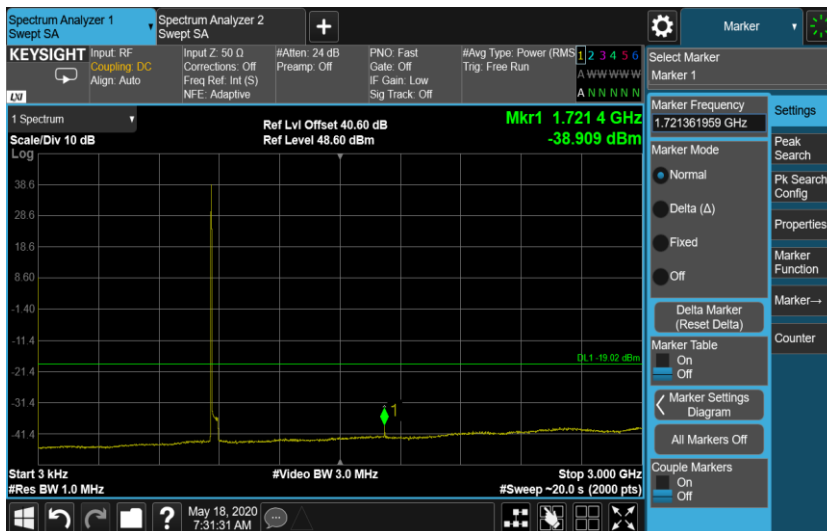 Spectrum Analyzer 1
Swept SA
Spectrum Analyzer 2
Swept SA
+
Marker
KEYSIGHT
Input: RF
Coupling: DC
Align: Auto
Input Z: 50 Ω
Corrections: Off
Freq Ref: Int (S)
NFE: Adaptive
#Atten: 24 dB
Preamp: Off
PNO: Fast
Gate: Off
IF Gain: Low
Sig Track: Off
#Avg Type: Power (RMS
Trig: Free Run
1 2 3 4 5 6
A W W W W W
A N N N N N
LXI
Select Marker
Marker 1
1 Spectrum
Scale/Div 10 dB
Log
Ref Lvl Offset 40.60 dB
Ref Level 48.60 dBm
Mkr1 1.721 4 GHz
-38.909 dBm
38.6
28.6
18.6
8.60
-1.40
-11.4
-21.4
-31.4
-41.4
DL1 -19.02 dBm
1
Start 3 kHz
#Res BW 1.0 MHz
#Video BW 3.0 MHz
Stop 3.000 GHz
#Sweep ~20.0 s (2000 pts)
Marker Frequency
1.721361959 GHz
Marker Mode
Normal
Delta (Δ)
Fixed
Off
Delta Marker
(Reset Delta)
Marker Table
On
Off
Marker Settings
Diagram
All Markers Off
Couple Markers
On
Off
Settings
Peak
Search
Pk Search
Config
Properties
Marker
Function
Marker→
Counter
?
May 18, 2020
7:31:31 AM